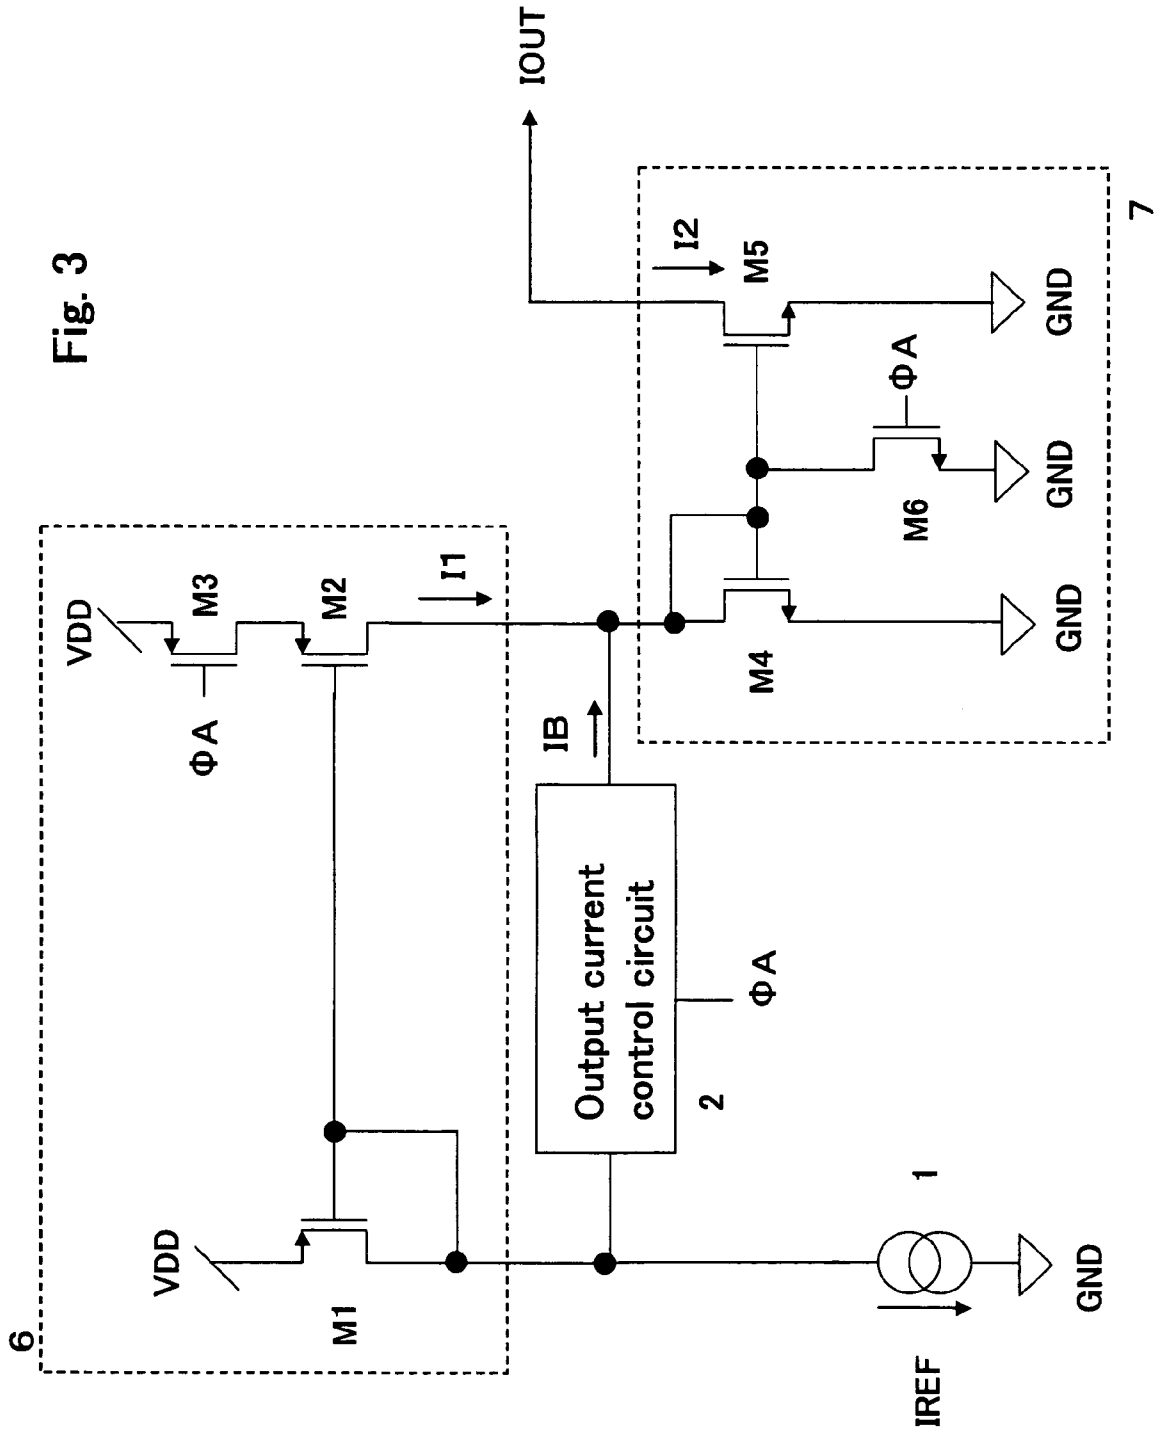 Fig. 3
6
VDD
VDD
ΦA
M3
M1
M2
I1
IOUT
IB
Output current
control circuit
2
ΦA
I2
M5
M4
ΦA
M6
1
IREF
GND
GND
GND
GND
7